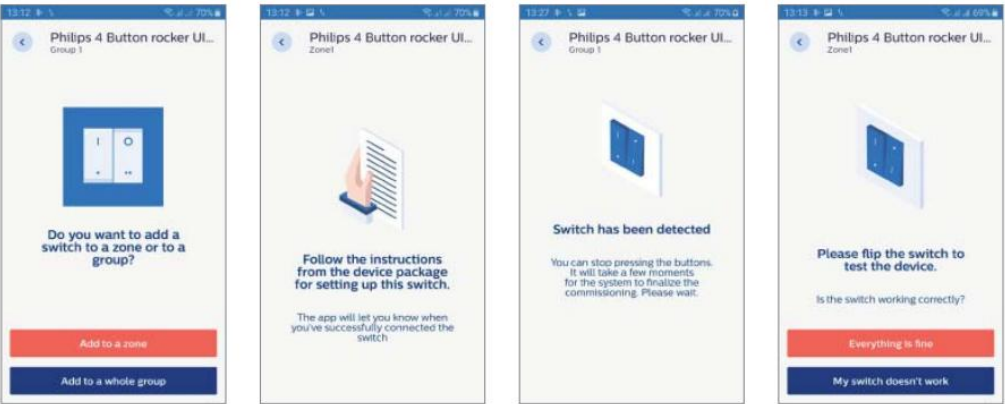 13:12
70%
Philips 4 Button rocker UI...
Group 1
I O
Do you want to add a
switch to a zone or to a
group?
Add to a zone
Add to a whole group
13:12
70%
Philips 4 Button rocker UI...
Zone1
Follow the instructions
from the device package
for setting up this switch.
The app will let you know when
you've successfully connected the
switch
13:27
70%
Philips 4 Button rocker UI...
Group 1
Switch has been detected
You can stop pressing the buttons.
It will take a few moments
for the system to finalize the
commissioning. Please wait.
13:13
69%
Philips 4 Button rocker UI...
Zone1
Please flip the switch to
test the device.
Is the switch working correctly?
Everything is fine
My switch doesn't work